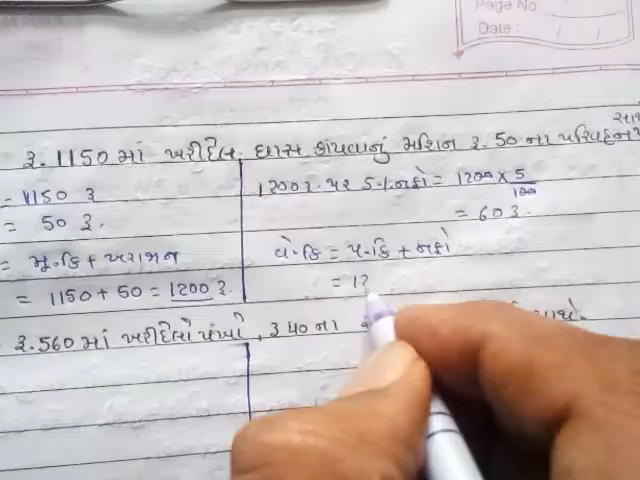 Page No
Date : / /
રૂ. 1150 માં ખરીદેલ ઘાસ કાપવાનું મશિન રૂ. 50 ના પરિવહન
સાથે
= 1150 રૂ
= 50 રૂ.
= મૂ.કિં + ખરાજાત
= 1150 + 50 = 1200 રૂ.
1200 રૂ. પર 5% નફો = 1200 × 5/100
= 60 રૂ.
વે.કિં = પ.કિં + નફો
= 12
રૂ. 560 માં ખરીદેલો પંખો, રૂ 40 ના